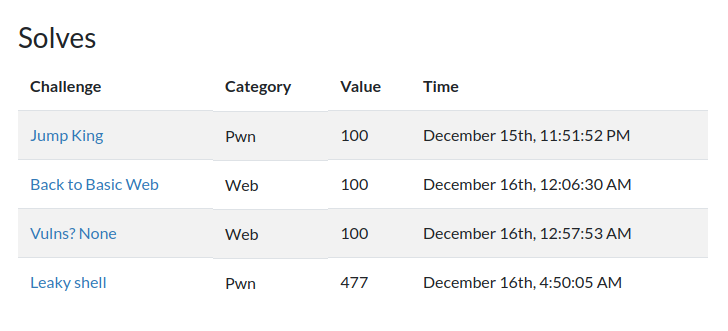 Solves
Challenge Category Value Time
Jump King Pwn 100 December 15th, 11:51:52 PM
Back to Basic Web Web 100 December 16th, 12:06:30 AM
Vulns? None Web 100 December 16th, 12:57:53 AM
Leaky shell Pwn 477 December 16th, 4:50:05 AM